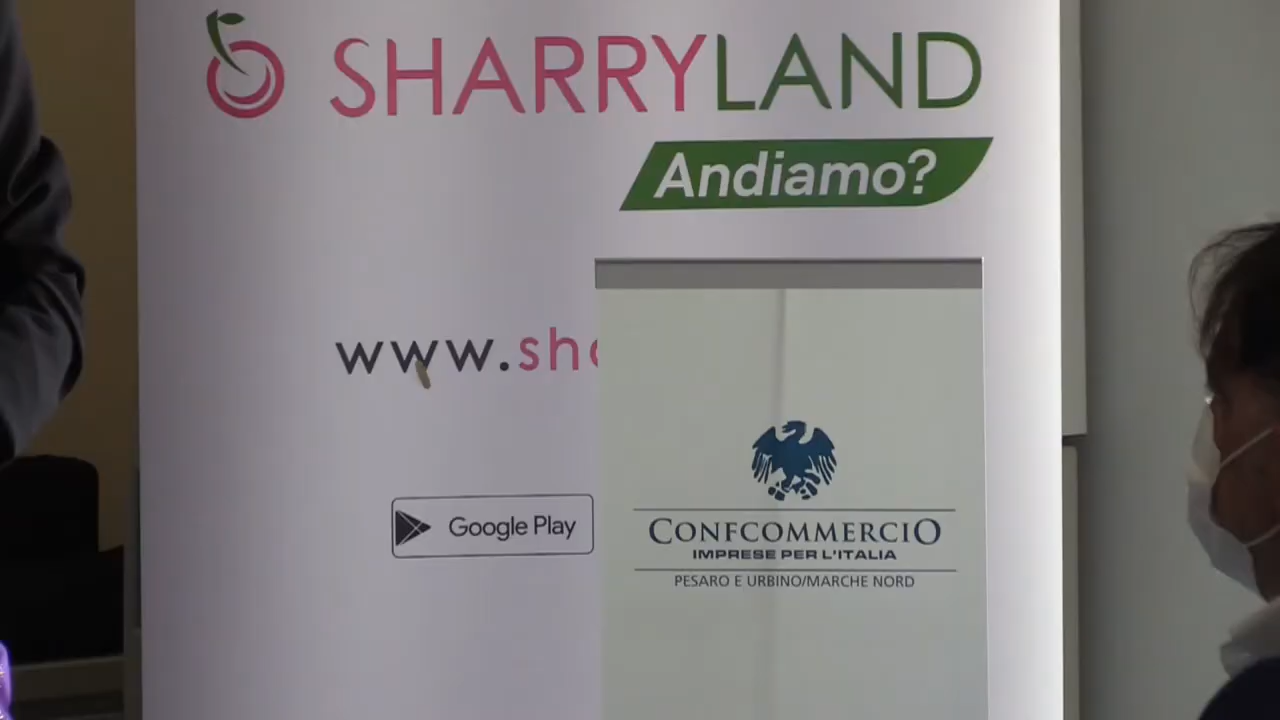 SHARRYLAND
Andiamo?
www.sh
Google Play
CONFCOMMERCIO
IMPRESE PER L'ITALIA
PESARO E URBINO/MARCHE NORD